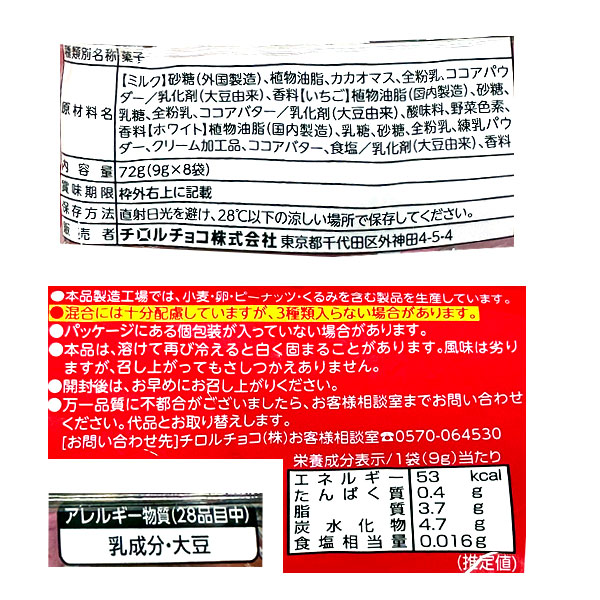 種類別名称 菓子
原材料名 【ミルク】砂糖(外国製造)、植物油脂、カカオマス、全粉乳、ココアパウ
ダー／乳化剤(大豆由来)、香料【いちご】植物油脂(国内製造)、砂糖、
乳糖、全粉乳、ココアバター／乳化剤(大豆由来)、酸味料、野菜色素、
香料【ホワイト】植物油脂(国内製造)、乳糖、砂糖、全粉乳、練乳パウ
ダー、クリーム加工品、ココアバター、食塩／乳化剤(大豆由来)、香料
内容量 72g(9g×8袋)
賞味期限 枠外右上に記載
保存方法 直射日光を避け、28℃以下の涼しい場所で保存してください。
販売者 チロルチョコ株式会社 東京都千代田区外神田4-5-4
●本品製造工場では、小麦・卵・ピーナッツ・くるみを含む製品を生産しています。
●混合には十分配慮していますが、3種類入らない場合があります。
●パッケージにある個包装が入っていない場合があります。
●本品は、溶けて再び冷えると白く固まることがあります。風味は劣り
ますが、召し上がってもさしつかえありません。
●開封後は、お早めにお召し上がりください。
●万一品質に不都合がございましたら、お客様相談室までお問い合わせ
ください。代品とお取り替えします。
[お問い合わせ先]チロルチョコ(株)お客様相談室☎0570-064530
栄養成分表示/1袋(9g)当たり
エネルギー 53 kcal
たんぱく質 0.4 g
脂質 3.7 g
炭水化物 4.7 g
食塩相当量 0.016 g
(推定値)
アレルギー物質(28品目中)
乳成分・大豆